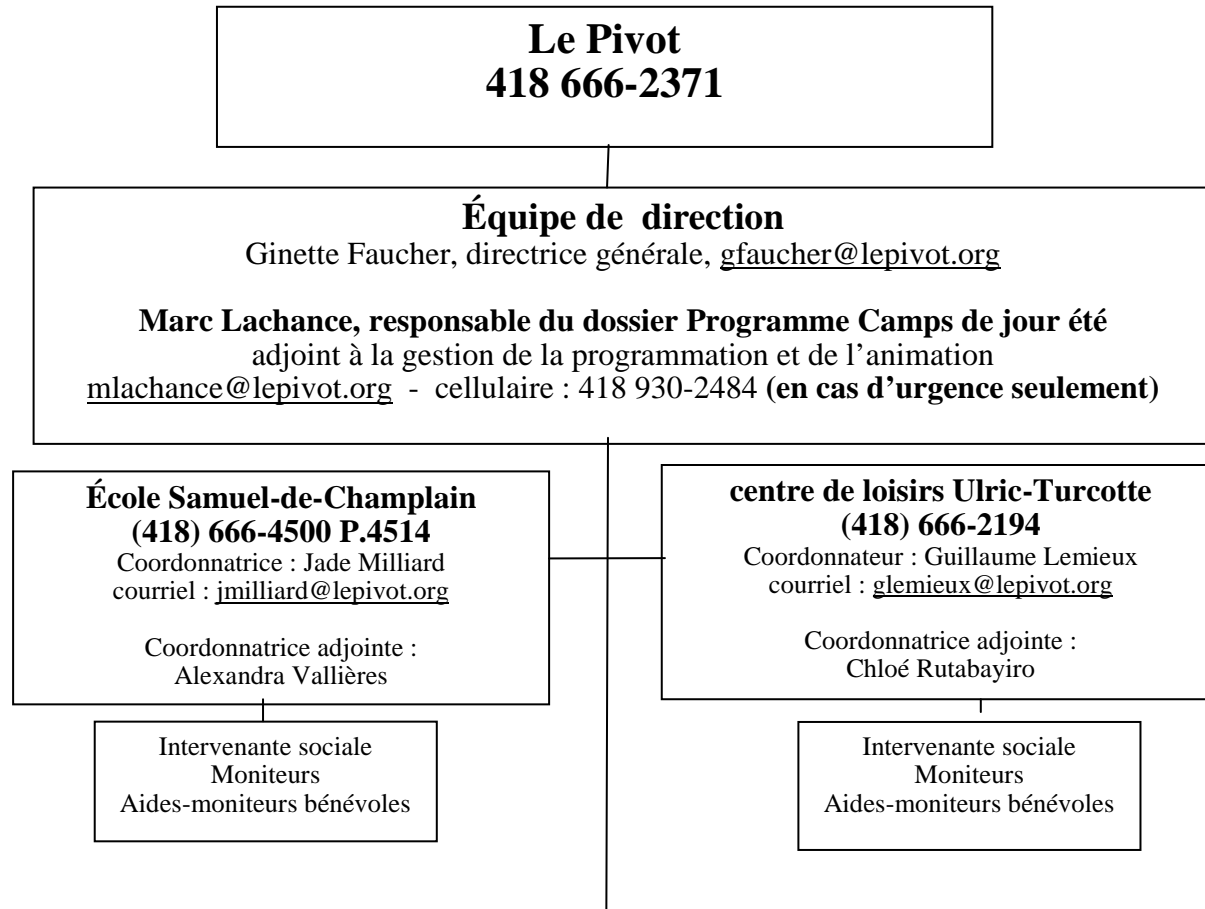 Le Pivot
418 666-2371
Équipe de direction
Ginette Faucher, directrice générale, gfaucher@lepivot.org
Marc Lachance, responsable du dossier Programme Camps de jour été
adjoint à la gestion de la programmation et de l’animation
mlachance@lepivot.org - cellulaire : 418 930-2484 (en cas d’urgence seulement)
École Samuel-de-Champlain
(418) 666-4500 P.4514
Coordonnatrice : Jade Milliard
courriel : jmilliard@lepivot.org
Coordonnatrice adjointe :
Alexandra Vallières
Intervenante sociale
Moniteurs
Aides-moniteurs bénévoles
centre de loisirs Ulric-Turcotte
(418) 666-2194
Coordonnateur : Guillaume Lemieux
courriel : glemieux@lepivot.org
Coordonnatrice adjointe :
Chloé Rutabayiro
Intervenante sociale
Moniteurs
Aides-moniteurs bénévoles